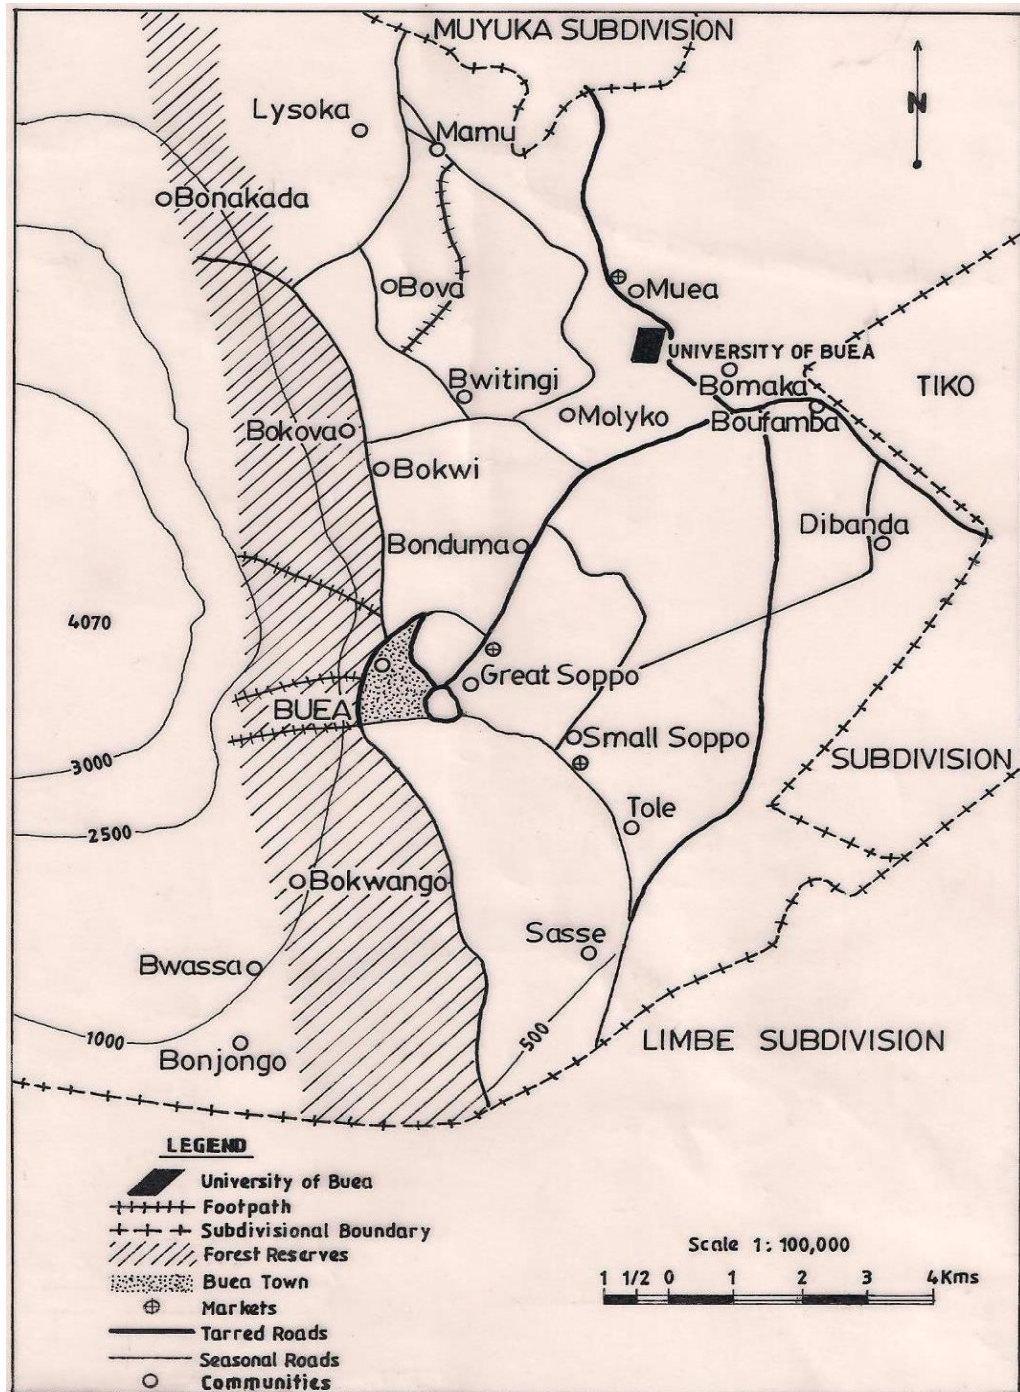 MUYUKA SUBDIVISION
Lysoka
Mamu
N
Bonakada
Bova
Muea
UNIVERSITY OF BUEA
Bwitingi
Bomaka
TIKO
Molyko
Boufamba
Bokova
Bokwi
Dibanda
Bonduma
4070
Great Soppo
BUEA
Small Soppo
3000
SUBDIVISION
2500
Tole
Bokwango
Sasse
Bwassa
1000
500
LIMBE SUBDIVISION
Bonjongo
LEGEND
University of Buea
Footpath
Subdivisional Boundary
Forest Reserves
Buea Town
Markets
Tarred Roads
Seasonal Roads
Communities
Scale 1: 100,000
1 1/2 0 1 2 3 4 Kms